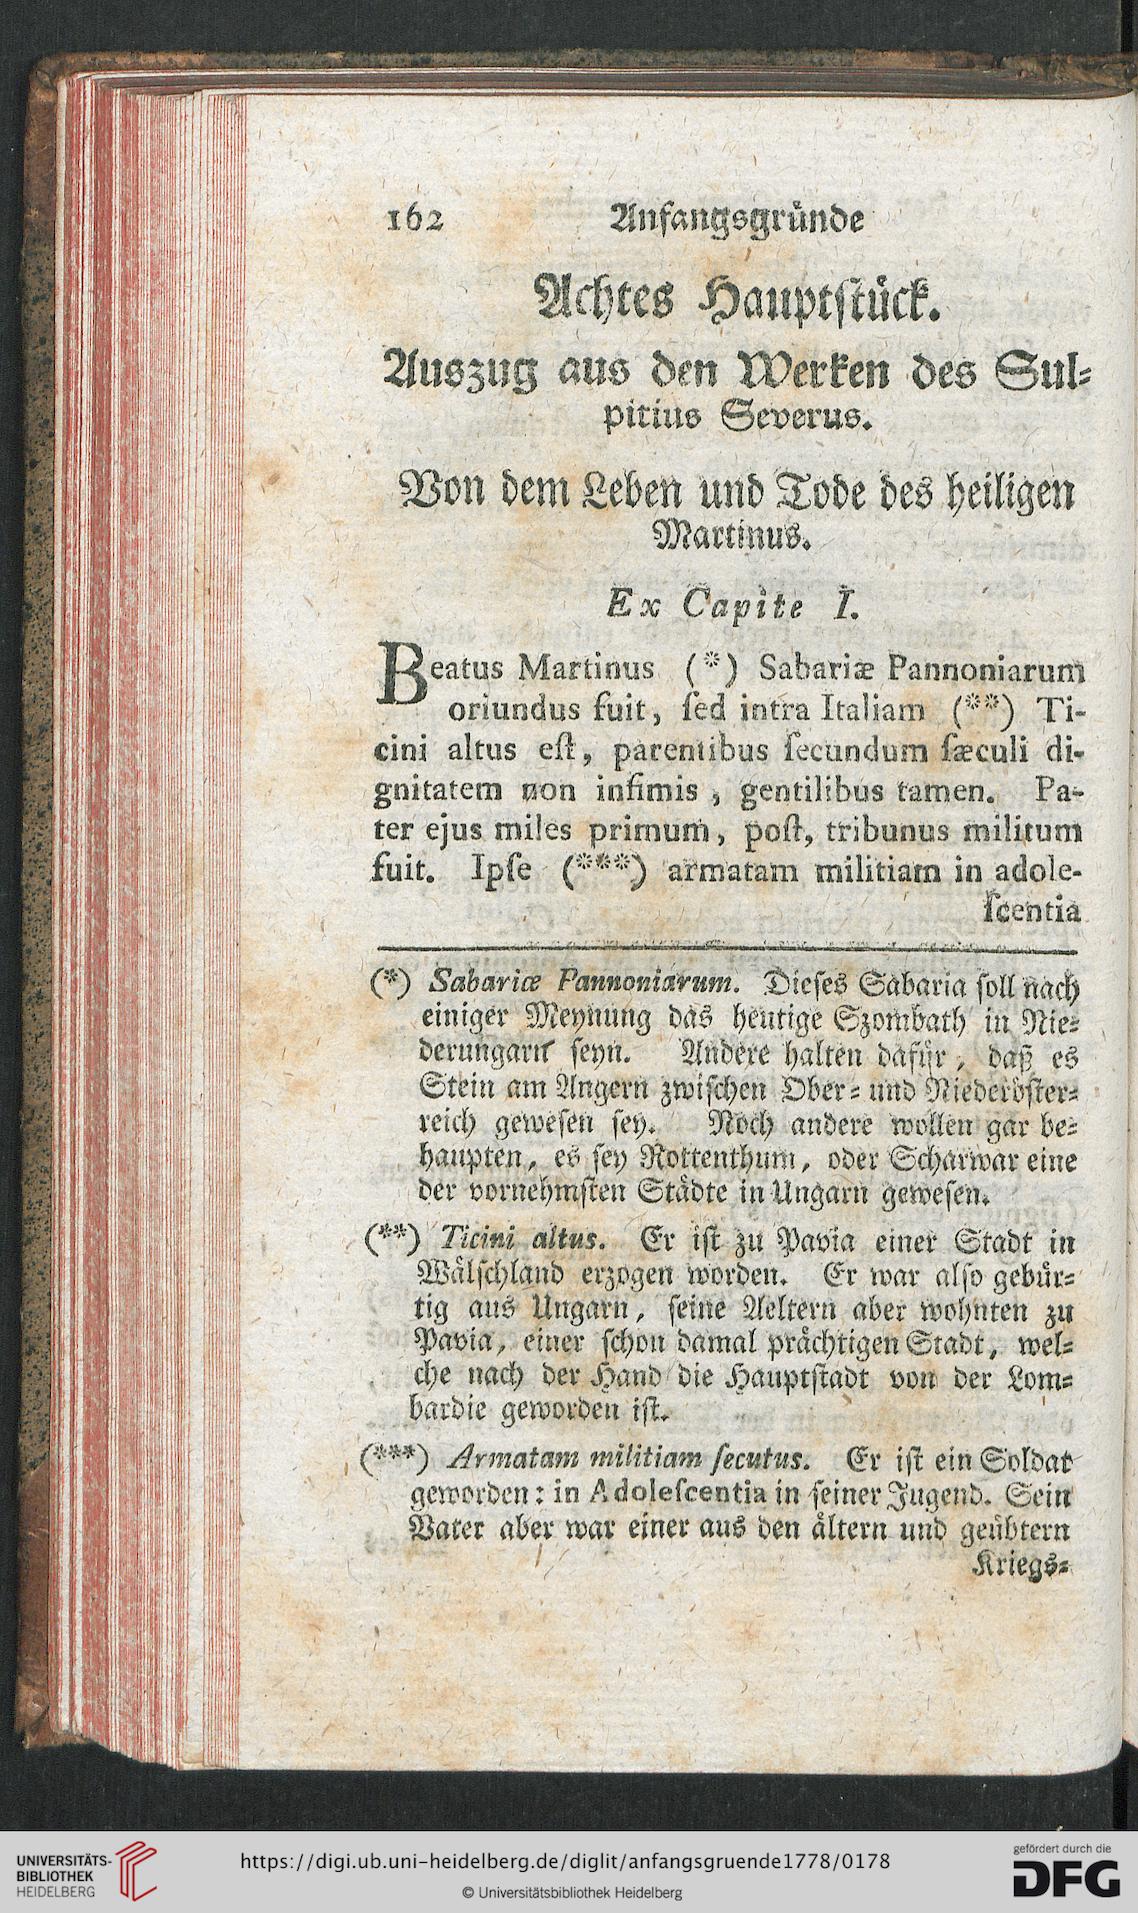 162 Anfangsgründe
Achtes Hauptstück.
Auszug aus den Werken des Sul-
pitius Severus.
Von dem Leben und Tode des heiligen
Martinus.
Ex Capite I.
Beatus Martinus (*) Sabariæ Pannoniarum
oriundus fuit, ſed intra Italiam (**) Ti-
cini altus eſt, parentibus ſecundum ſæculi di-
gnitatem non infimis, gentilibus tamen. Pa-
ter ejus miles primum, poſt, tribunus militum
fuit. Ipſe (***) armatam militiam in adole-
ſcentia
(*) Sabariæ Pannoniarum. Dieſes Sabaria ſoll nach
einiger Meynung das heutige Szombath in Nie-
derungarn ſeyn. Andere halten dafür, daß es
Stein am Angern zwiſchen Ober- und Niederöſter-
reich geweſen ſey. Noch andere wollen gar be-
haupten, es ſey Rottenthum, oder Scharwar eine
der vornehmſten Städte in Ungarn geweſen.
(**) Ticini altus. Er iſt zu Pavia einer Stadt in
Wälſchland erzogen worden. Er war alſo gebür-
tig aus Ungarn, ſeine Aeltern aber wohnten zu
Pavia, einer ſchon damal prächtigen Stadt, wel-
che nach der Hand die Hauptſtadt von der Lom-
bardie geworden iſt.
(***) Armatam militiam ſecutus. Er iſt ein Soldat
geworden: in Adoleſcentia in ſeiner Jugend. Sein
Vater aber war einer aus den ältern und geübtern
Kriegs-
UNIVERSITÄTS-
BIBLIOTHEK
HEIDELBERG
https://digi.ub.uni-heidelberg.de/diglit/anfangsgruende1778/0178
© Universitätsbibliothek Heidelberg
gefördert durch die
DFG